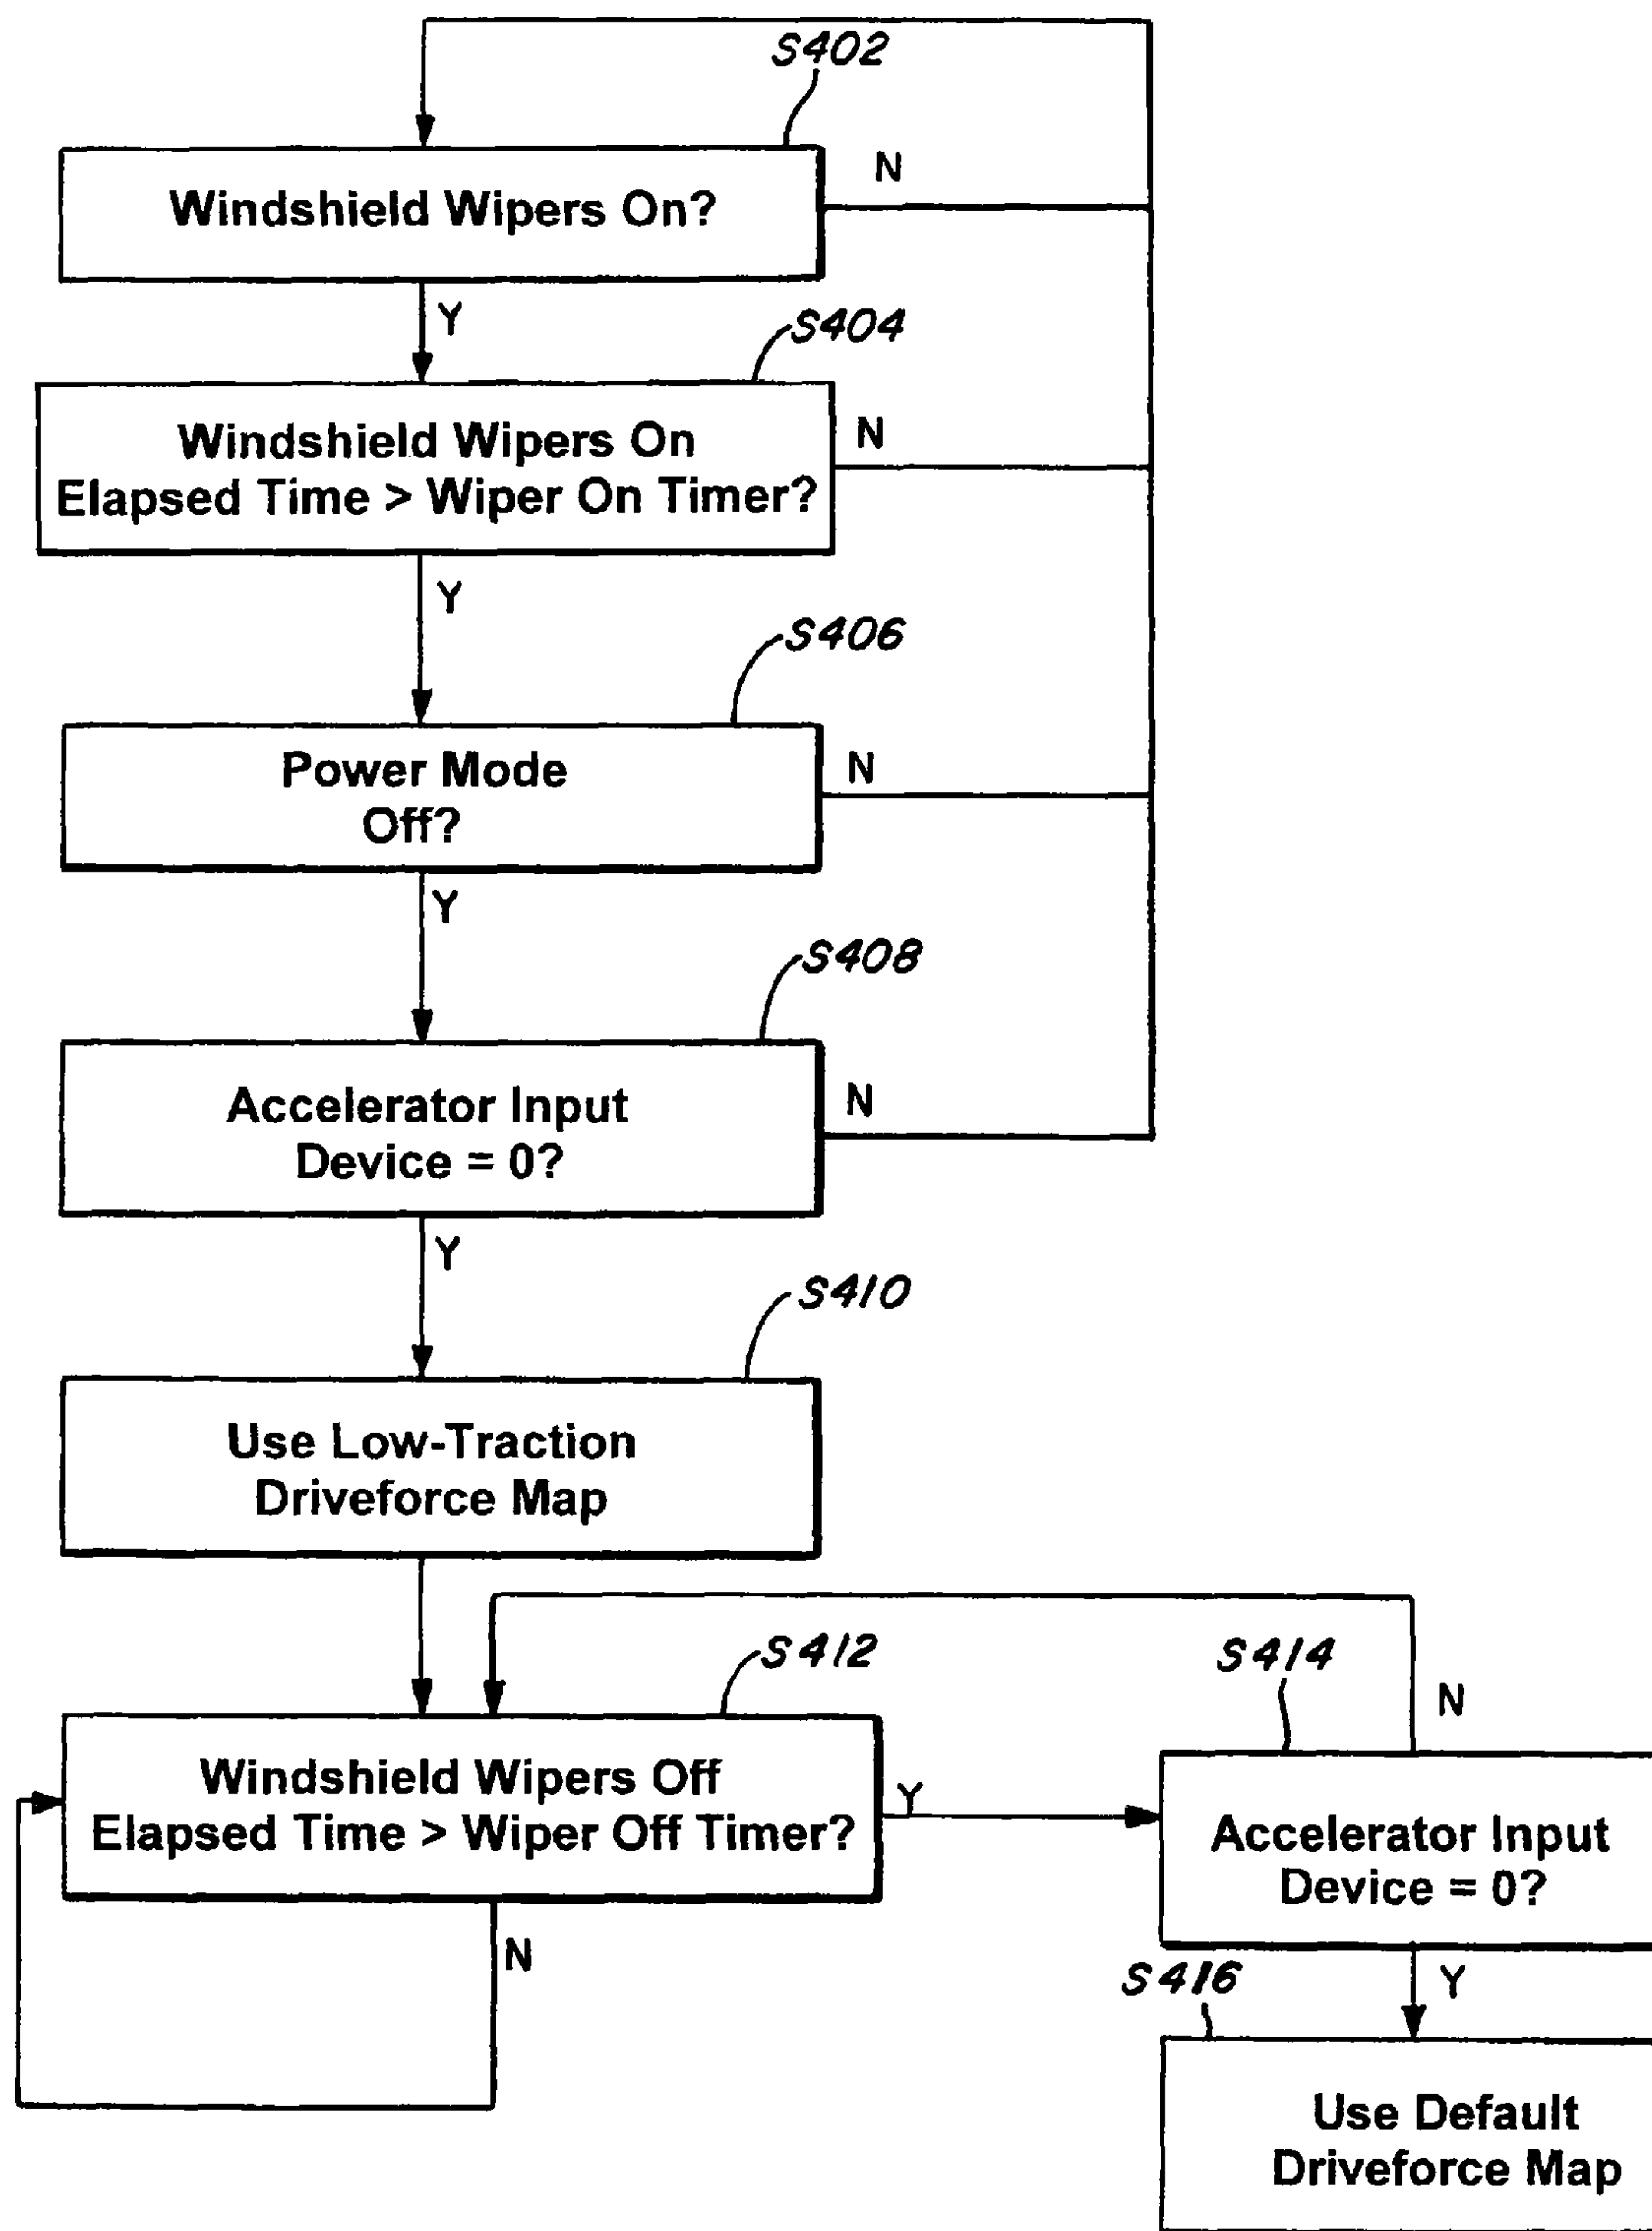 S402
Windshield Wipers On?
N
Y
S404
Windshield Wipers On
Elapsed Time > Wiper On Timer?
N
Y
S406
Power Mode
Off?
N
Y
S408
Accelerator Input
Device = 0?
N
Y
S410
Use Low-Traction
Driveforce Map
S412
Windshield Wipers Off
Elapsed Time > Wiper Off Timer?
Y
N
S414
N
Accelerator Input
Device = 0?
Y
S416
Use Default
Driveforce Map